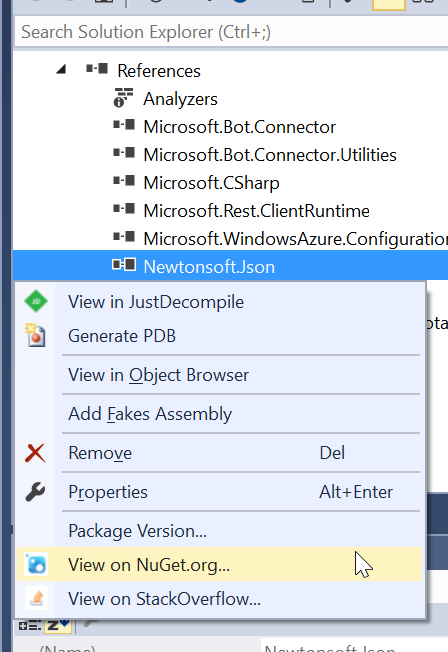 Search Solution Explorer (Ctrl+;)
References
Analyzers
Microsoft.Bot.Connector
Microsoft.Bot.Connector.Utilities
Microsoft.CSharp
Microsoft.Rest.ClientRuntime
Microsoft.WindowsAzure.Configuration
Newtonsoft.Json
View in JustDecompile
Generate PDB
View in Object Browser
Add Fakes Assembly
Remove Del
Properties Alt+Enter
Package Version...
View on NuGet.org...
View on StackOverflow...
(Name) Newtonsoft.Json